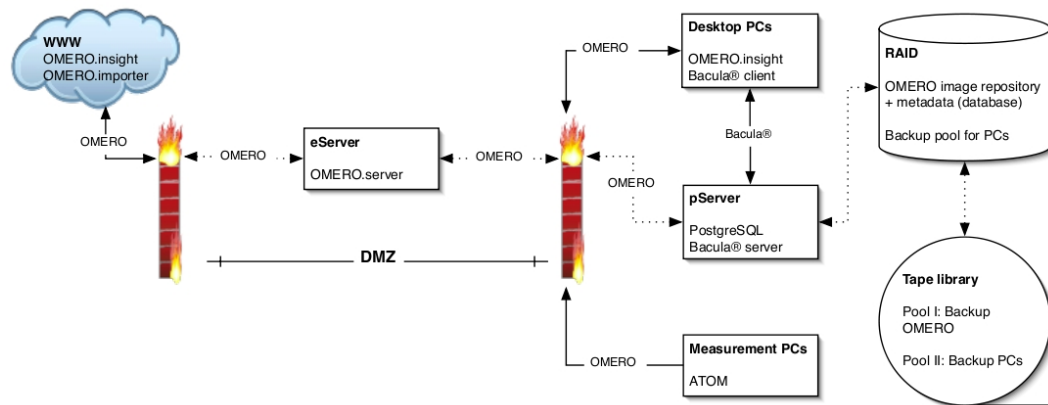 WWW
OMERO.insight
OMERO.importer
OMERO
OMERO
eServer
OMERO.server
OMERO
DMZ
OMERO
Desktop PCs
OMERO.insight
Bacula® client
Bacula®
OMERO
pServer
PostgreSQL
Bacula® server
OMERO
Measurement PCs
ATOM
RAID
OMERO image repository
+ metadata (database)
Backup pool for PCs
Tape library
Pool I: Backup
OMERO
Pool II: Backup PCs